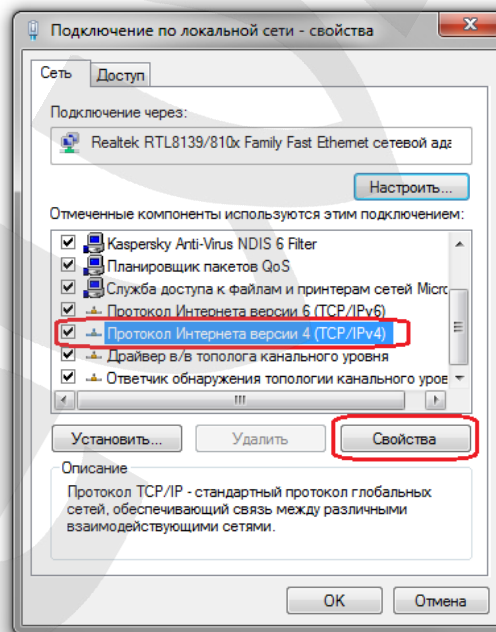 Подключение по локальной сети - свойства
Сеть
Доступ
Подключение через:
Realtek RTL8139/810x Family Fast Ethernet сетевой ада
Настроить...
Отмеченные компоненты используются этим подключением:
Kaspersky Anti-Virus NDIS 6 Filter
Планировщик пакетов QoS
Служба доступа к файлам и принтерам сетей Micro
Протокол Интернета версии 6 (TCP/IPv6)
Протокол Интернета версии 4 (TCP/IPv4)
Драйвер в/в тополога канального уровня
Ответчик обнаружения топологии канального уров
Установить...
Удалить
Свойства
Описание
Протокол TCP/IP - стандартный протокол глобальных
сетей, обеспечивающий связь между различными
взаимодействующими сетями.
OK
Отмена